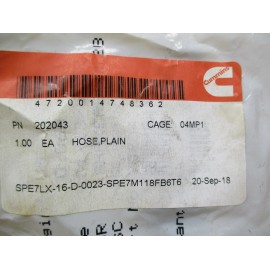 4720014748362
PN 202043 CAGE: 04MP1
1.00 EA HOSE,PLAIN
SPE7LX-16-D-0023-SPE7M118FB6T6 20-Sep-18